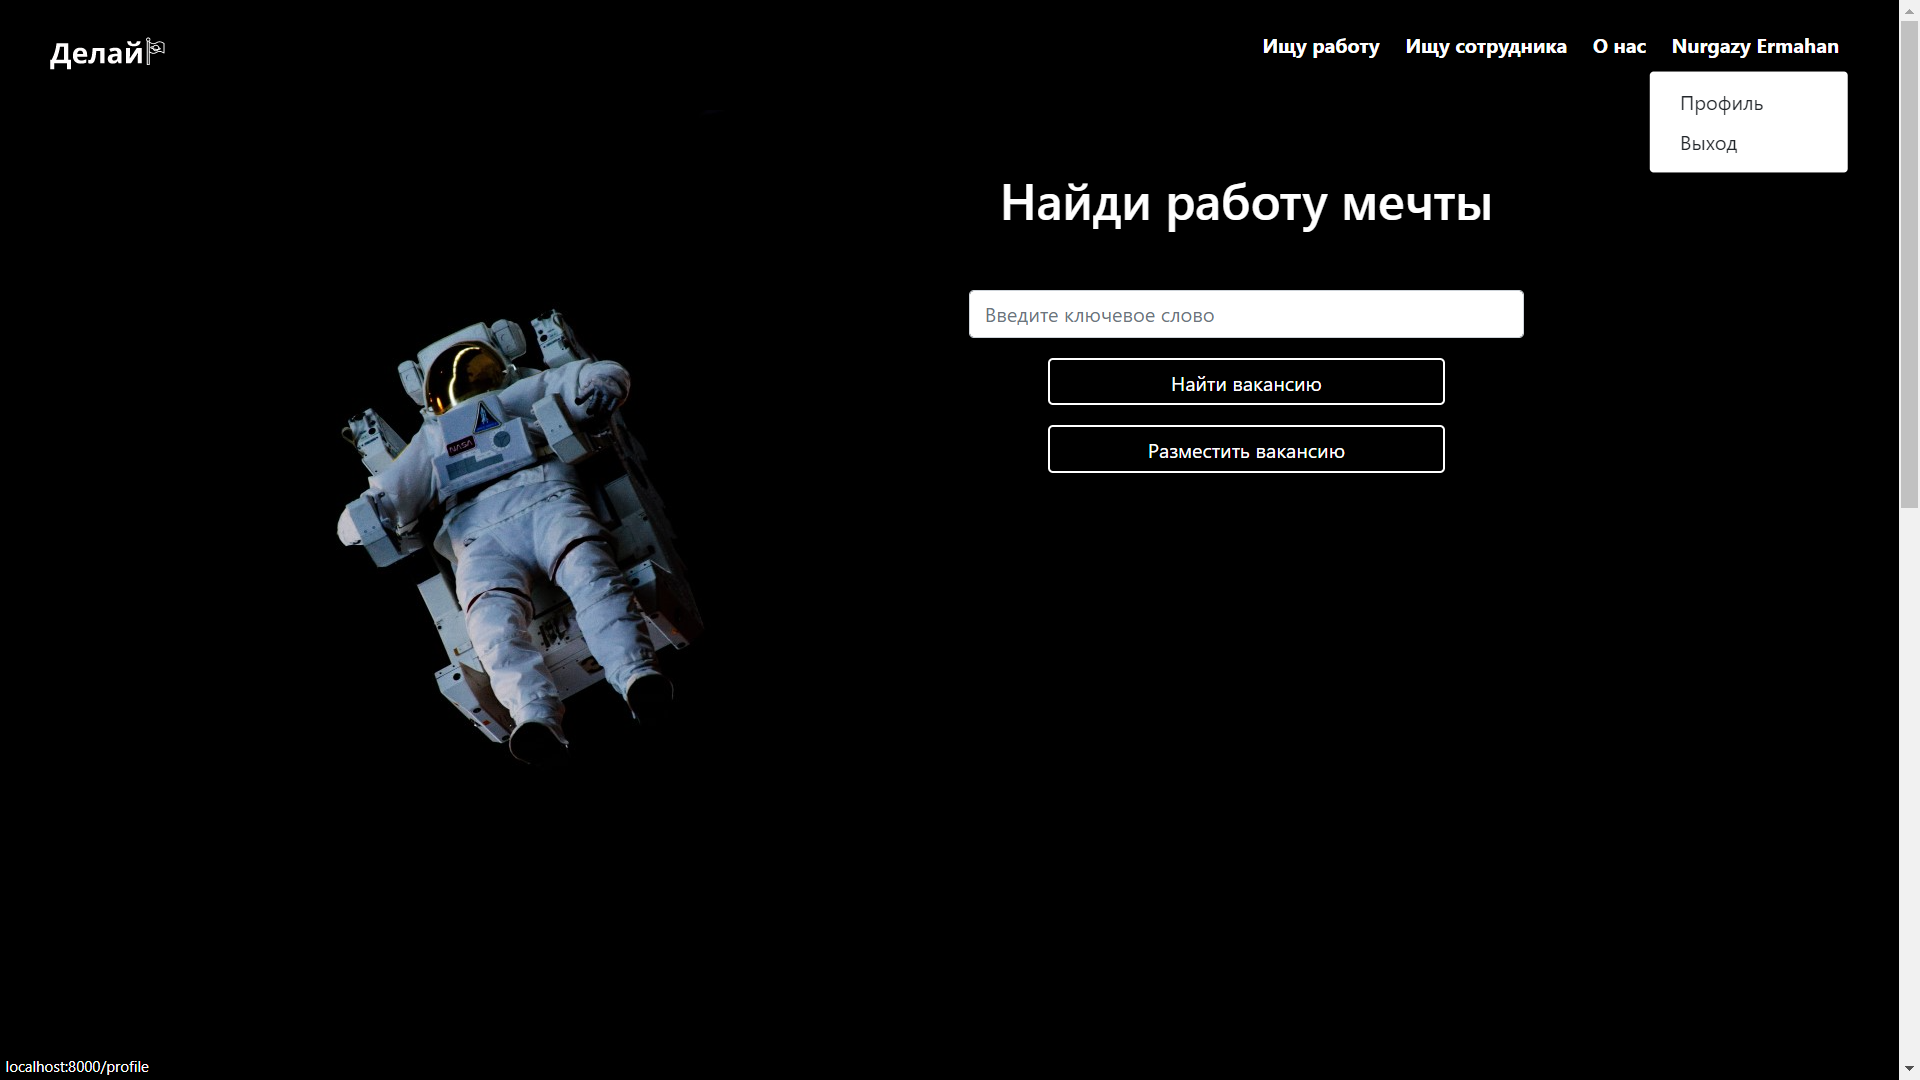 Делай
Ищу работу
Ищу сотрудника
О нас
Nurgazy Ermahan
Профиль
Выход
Найди работу мечты
Введите ключевое слово
Найти вакансию
Разместить вакансию
NASA
localhost:8000/profile